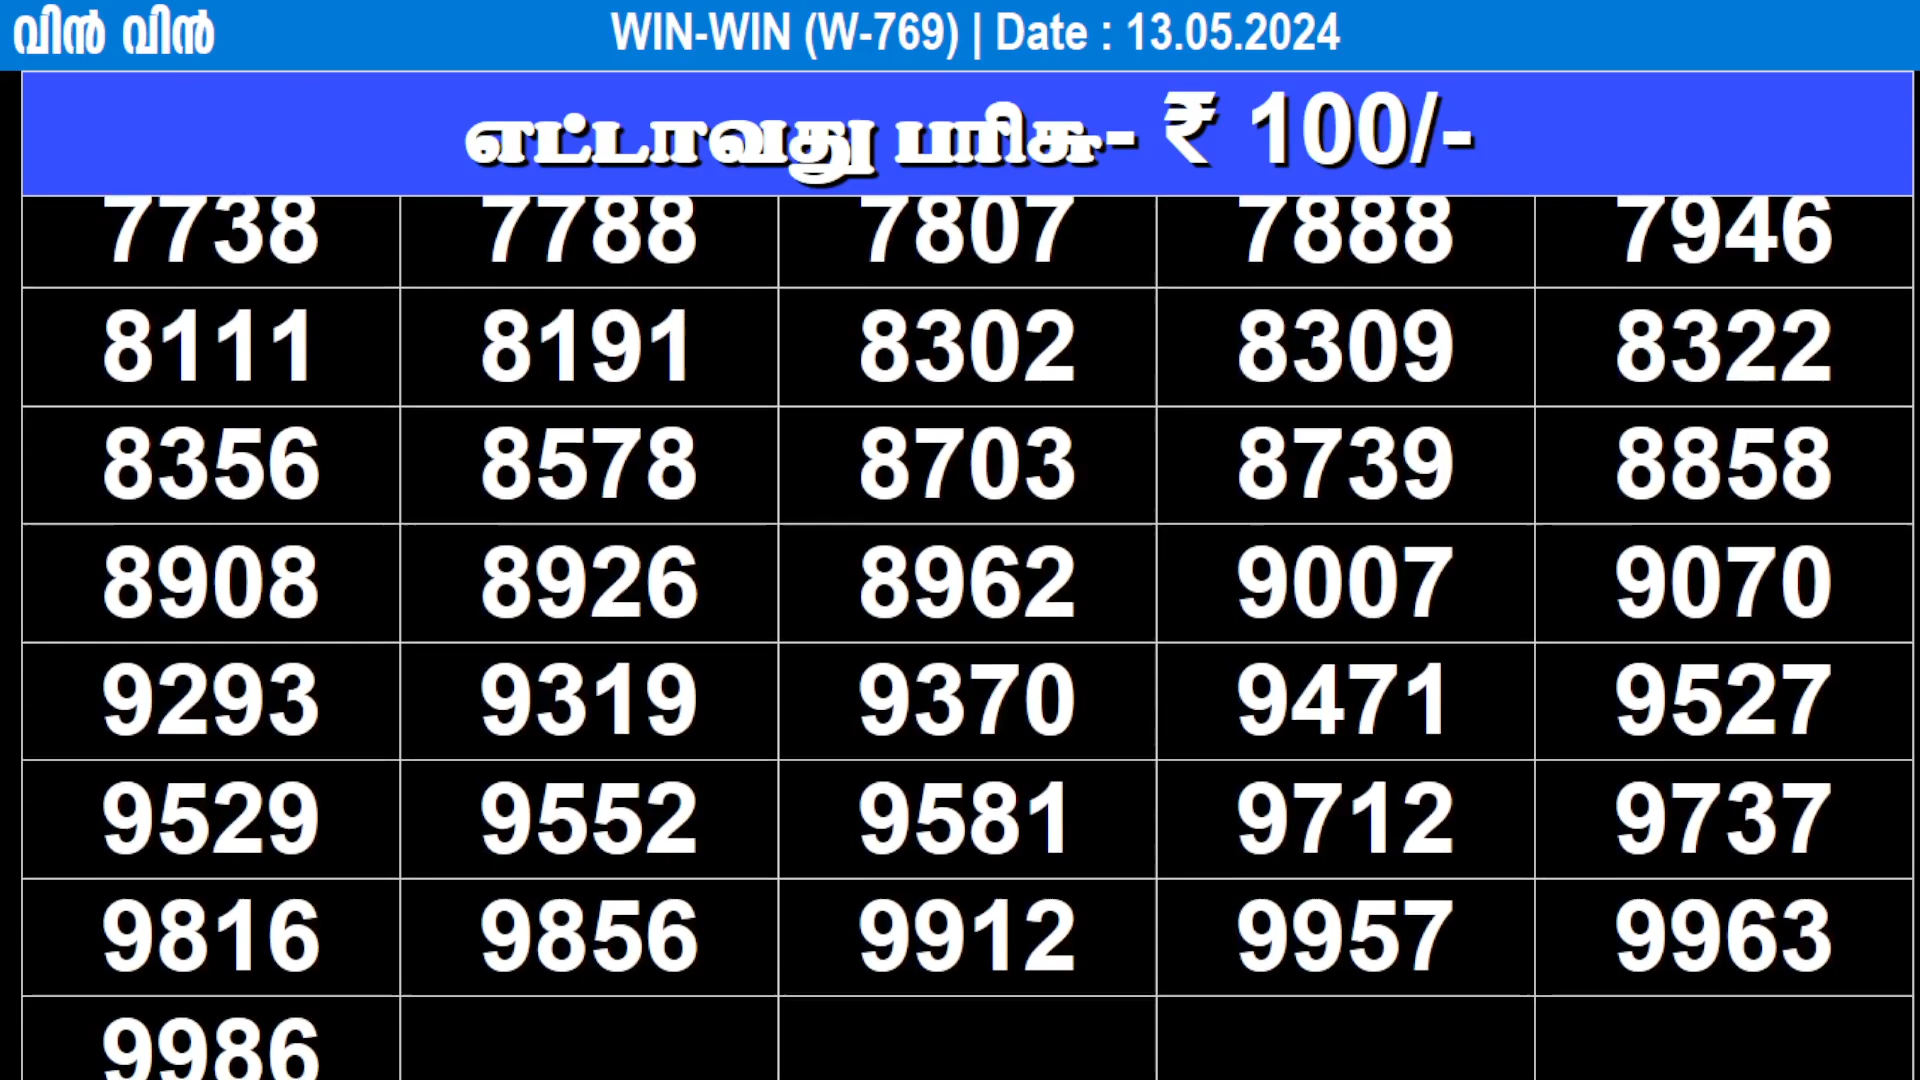 വിൻ വിൻ WIN-WIN (W-769) | Date : 13.05.2024
எட்டாவது பரிசு- ₹ 100/-
7738 7788 7807 7888 7946
8111 8191 8302 8309 8322
8356 8578 8703 8739 8858
8908 8926 8962 9007 9070
9293 9319 9370 9471 9527
9529 9552 9581 9712 9737
9816 9856 9912 9957 9963
9986